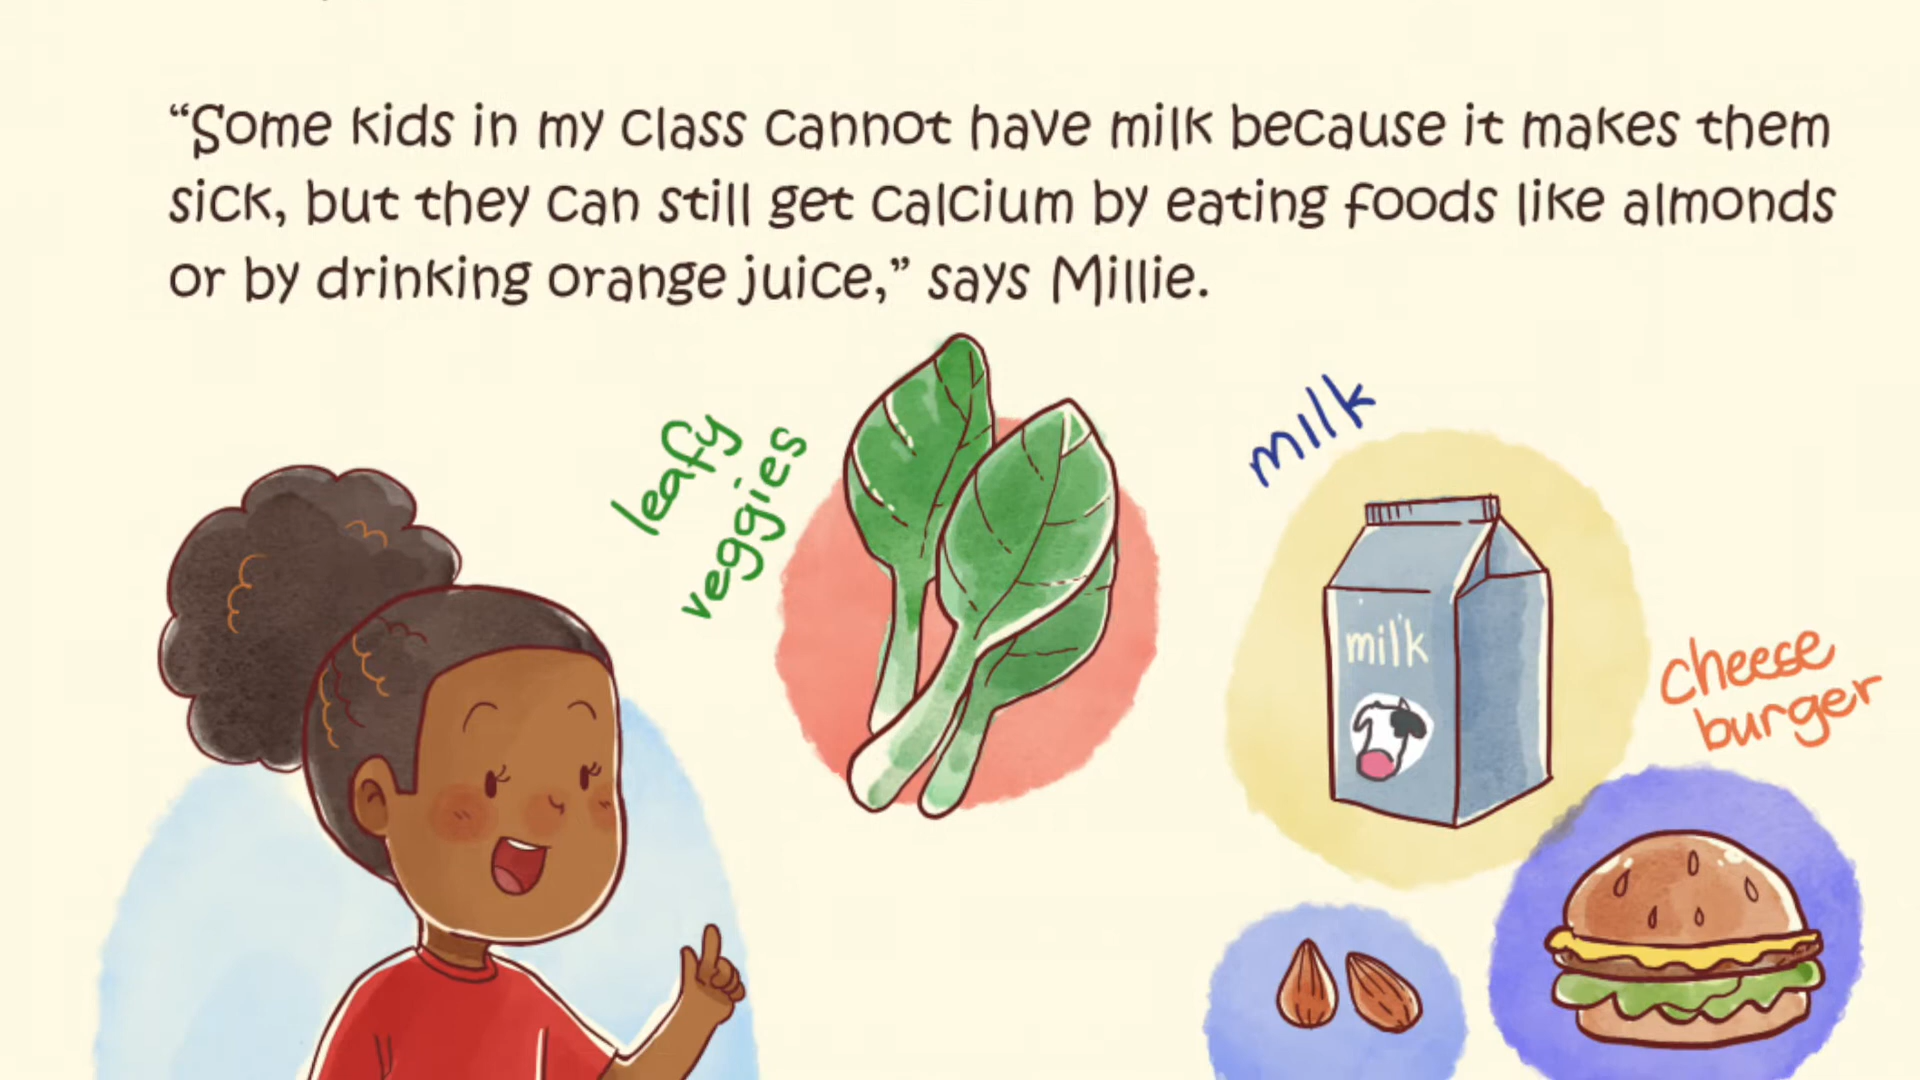 “Some kids in my class cannot have milk because it makes them
sick, but they can still get calcium by eating foods like almonds
or by drinking orange juice,” says Millie.
leafy
veggies
milk
milk
cheese
burger